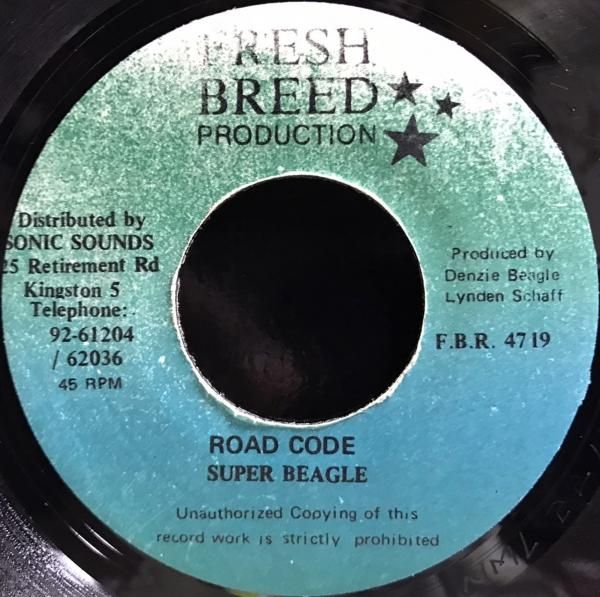 FRESH
BREED
PRODUCTION
Distributed by
SONIC SOUNDS
25 Retirement Rd
Kingston 5
Telephone:
92-61204
/ 62036
45 RPM
Produced by
Denzie Beagle
Lynden Schaff
F.B.R. 4719
ROAD CODE
SUPER BEAGLE
Unauthorized Copying of this
record work is strictly prohibited